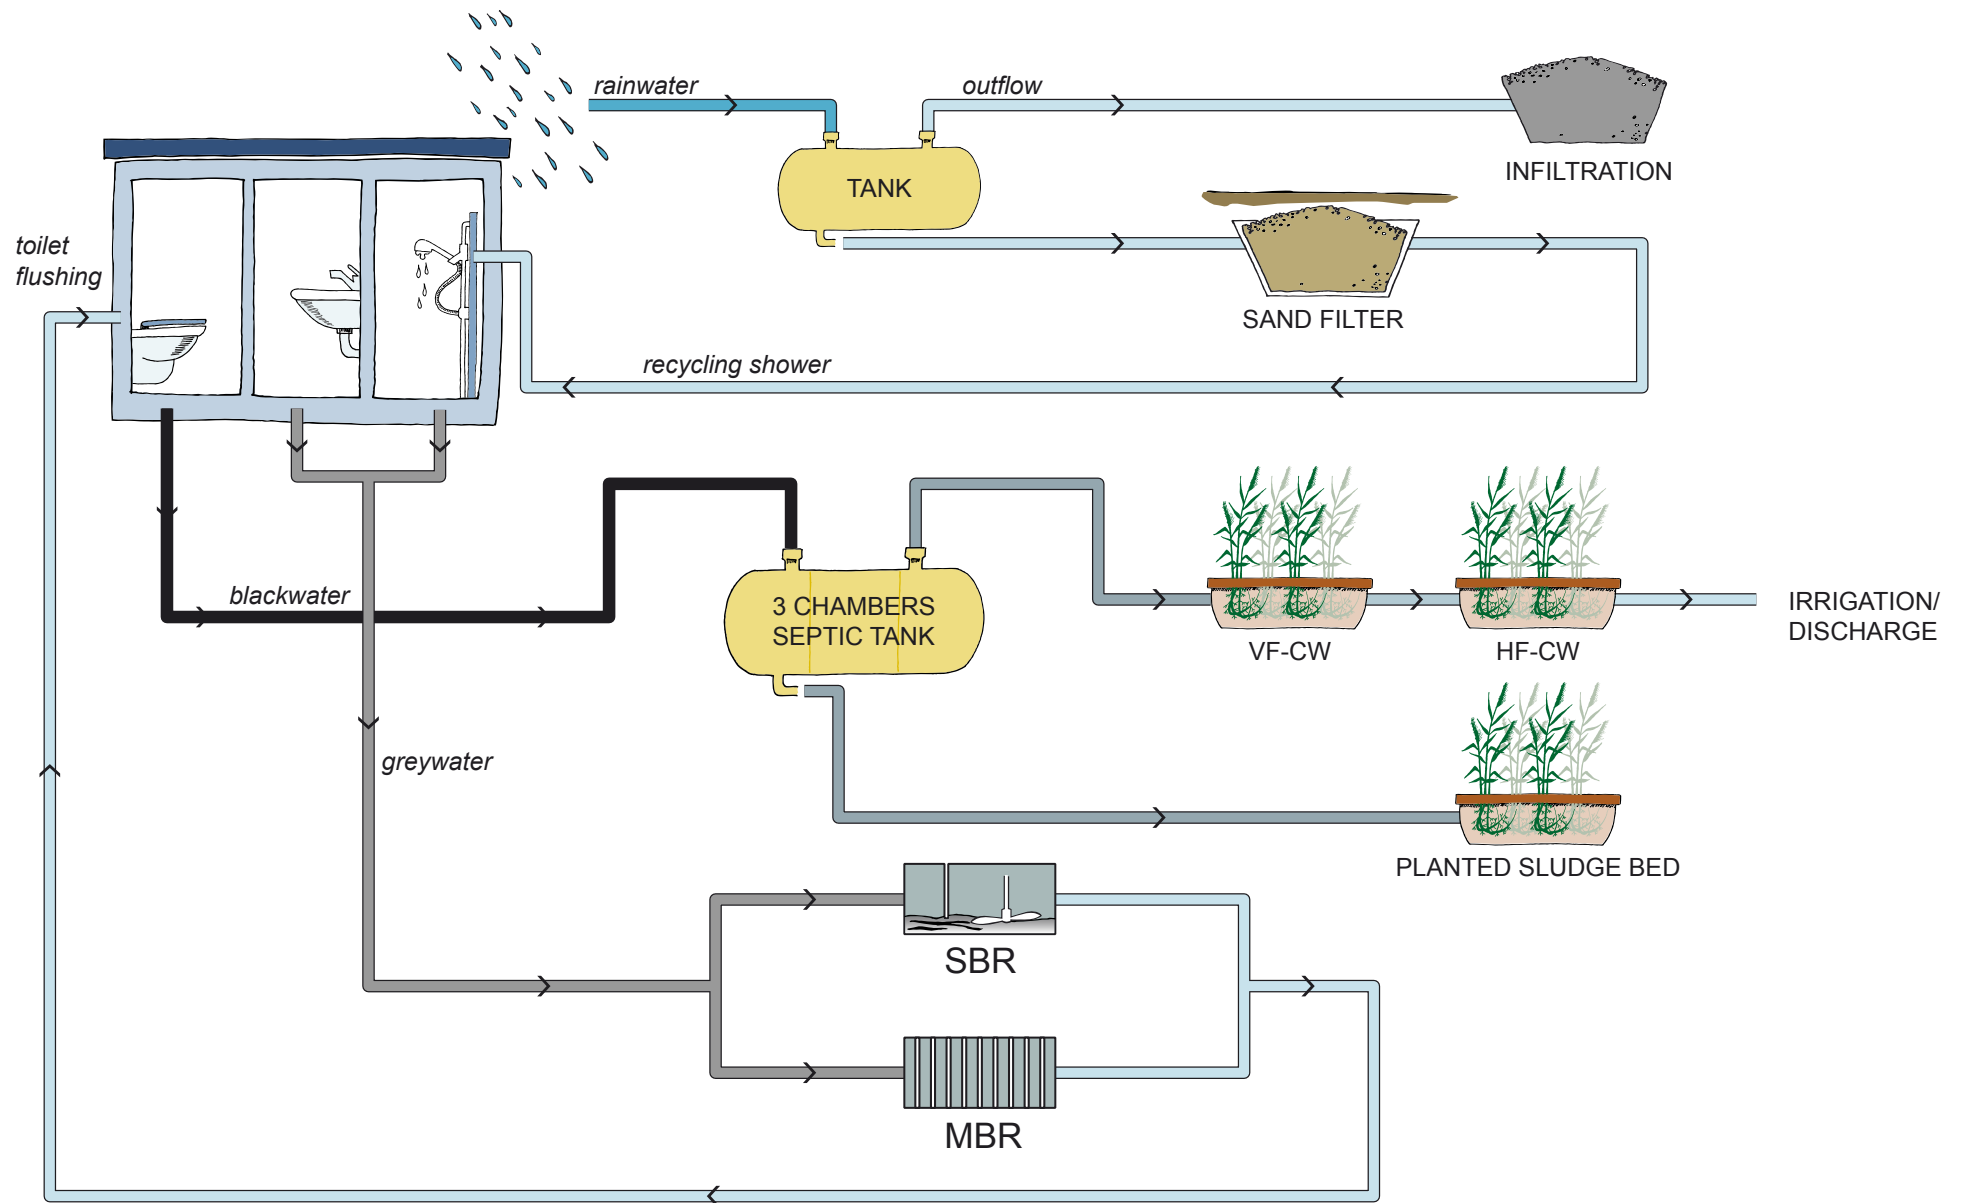 rainwater
outflow
TANK
INFILTRATION
toilet
flushing
SAND FILTER
recycling shower
blackwater
3 CHAMBERS
SEPTIC TANK
VF-CW
HF-CW
IRRIGATION/
DISCHARGE
greywater
PLANTED SLUDGE BED
SBR
MBR